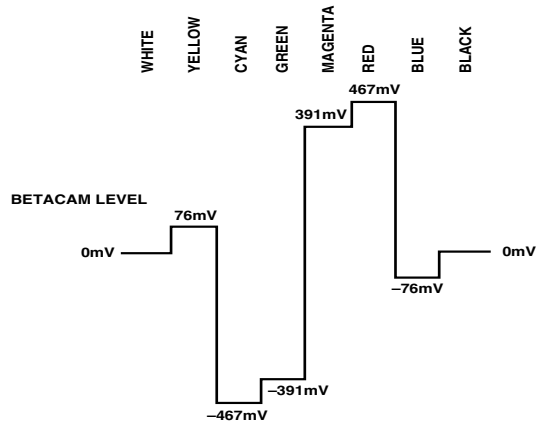 WHITE
YELLOW
CYAN
GREEN
MAGENTA
RED
BLUE
BLACK
467mV
391mV
BETACAM LEVEL
76mV
0mV
0mV
–76mV
–391mV
–467mV